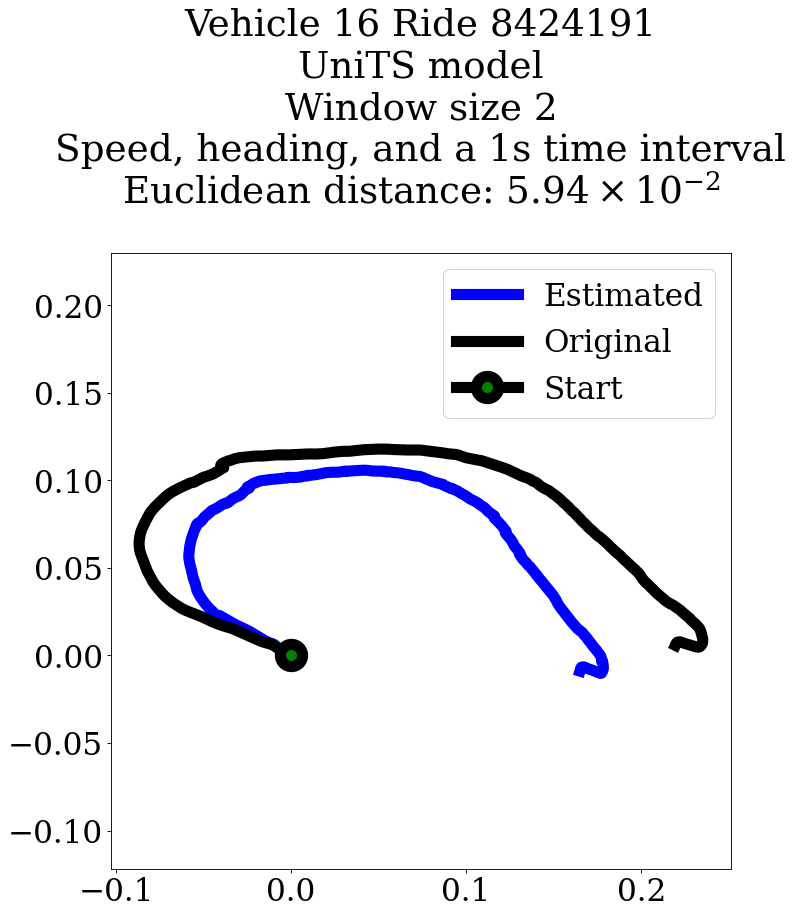 Vehicle 16 Ride 8424191
UniTS model
Window size 2
Speed, heading, and a 1s time interval
Euclidean distance: 5.94 × 10⁻²
Estimated
Original
Start
0.20
0.15
0.10
0.05
0.00
−0.05
−0.10
−0.1 0.0 0.1 0.2